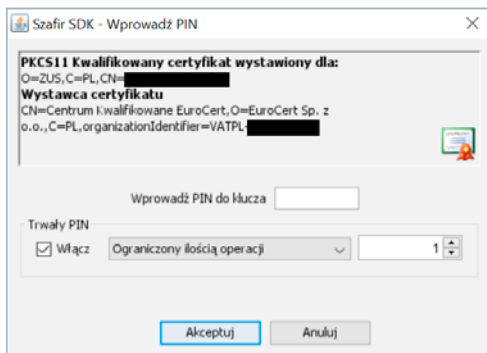 Szafir SDK - Wprowadź PIN
PKCS11 Kwalifikowany certyfikat wystawiony dla:
O=ZUS,C=PL,CN=
Wystawca certyfikatu
CN=Centrum Kwalifikowane EuroCert,O=EuroCert Sp. z
o.o.,C=PL,organizationIdentifier=VATPL-
Wprowadź PIN do klucza
Trwały PIN
Włącz Ograniczony ilością operacji 1
Akceptuj Anuluj